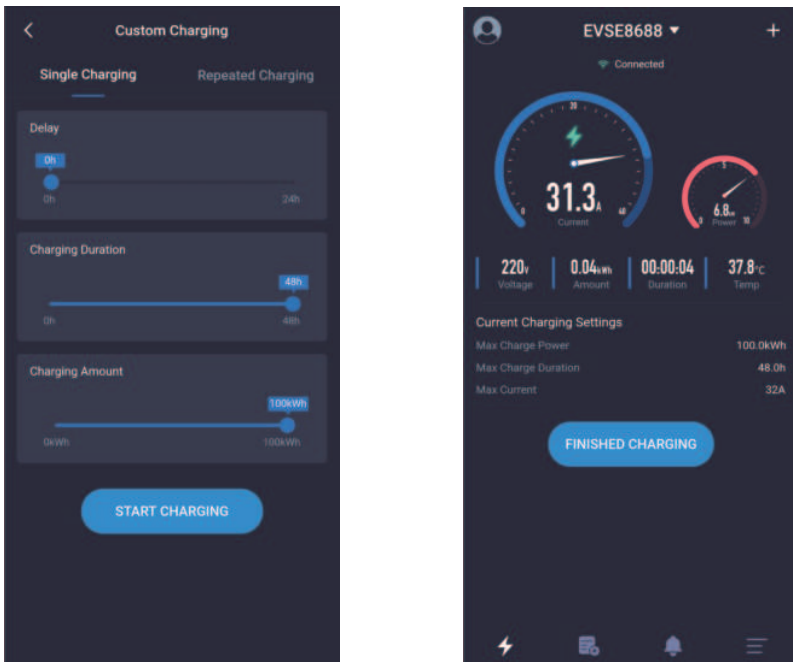 Custom Charging
Single Charging Repeated Charging
Delay
0h
0h 24h
Charging Duration
48h
0h 48h
Charging Amount
100kWh
0kWh 100kWh
START CHARGING
EVSE8688
Connected
20
31.3A
0 40
Current
5
6.8kW
0 10
Power
220V 0.04kWh 00:00:04 37.8°C
Voltage Amount Duration Temp
Current Charging Settings
Max Charge Power 100.0kWh
Max Charge Duration 48.0h
Max Current 32A
FINISHED CHARGING